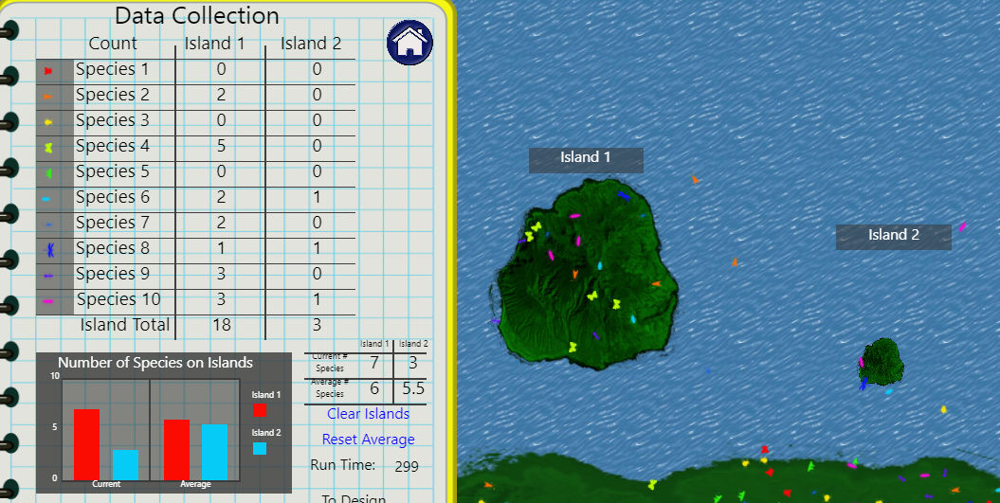 Data Collection
Count Island 1 Island 2
Species 1 0 0
Species 2 2 0
Species 3 0 0
Species 4 5 0
Species 5 0 0
Species 6 2 1
Species 7 2 0
Species 8 1 1
Species 9 3 0
Species 10 3 1
Island Total 18 3
Island 1 Island 2
Current # Species 7 3
Average # Species 6 5.5
Clear Islands
Reset Average
Run Time: 299
To Design
Number of Species on Islands
10
5
0
Current Average
Island 1
Island 2
Island 1
Island 2